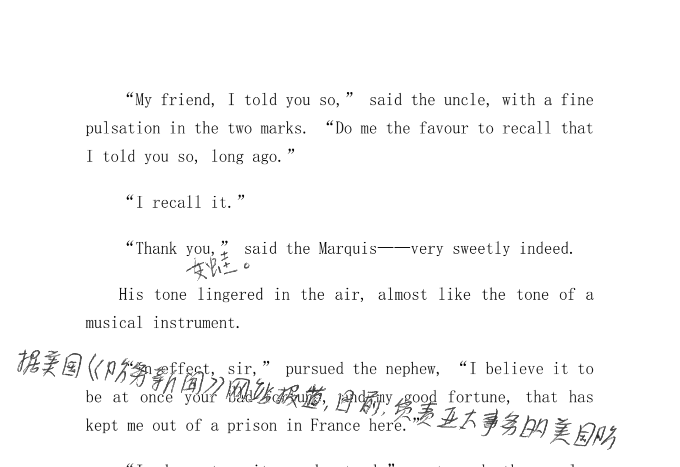 “My friend, I told you so,” said the uncle, with a fine
pulsation in the two marks. “Do me the favour to recall that
I told you so, long ago.”
“I recall it.”
“Thank you,” said the Marquis——very sweetly indeed.
女蛙。
His tone lingered in the air, almost like the tone of a
musical instrument.
“In effect, sir,” pursued the nephew, “I believe it to
据美国《防务新闻》网站报道,日前,负责亚太事务的美国防
be at once your bad fortune, and my good fortune, that has
kept me out of a prison in France here.”